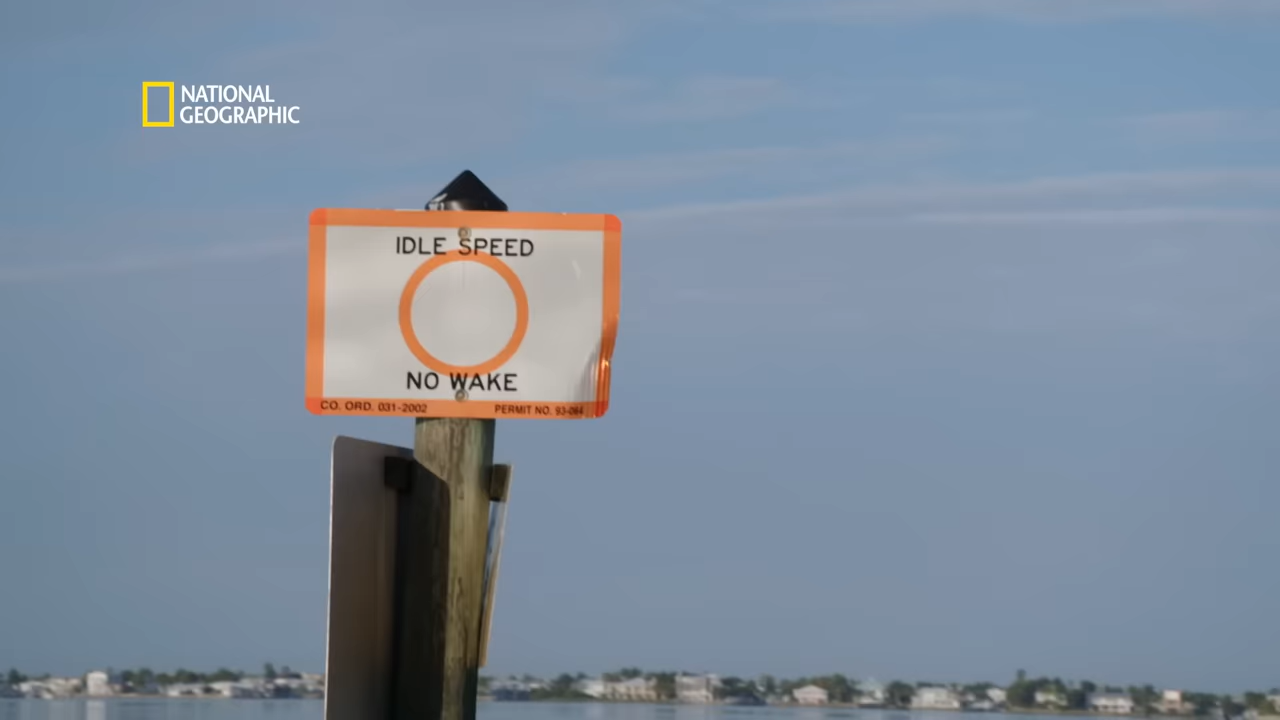 NATIONAL
GEOGRAPHIC
IDLE SPEED
NO WAKE
CO. ORD. 031-2002 PERMIT NO. 93-064